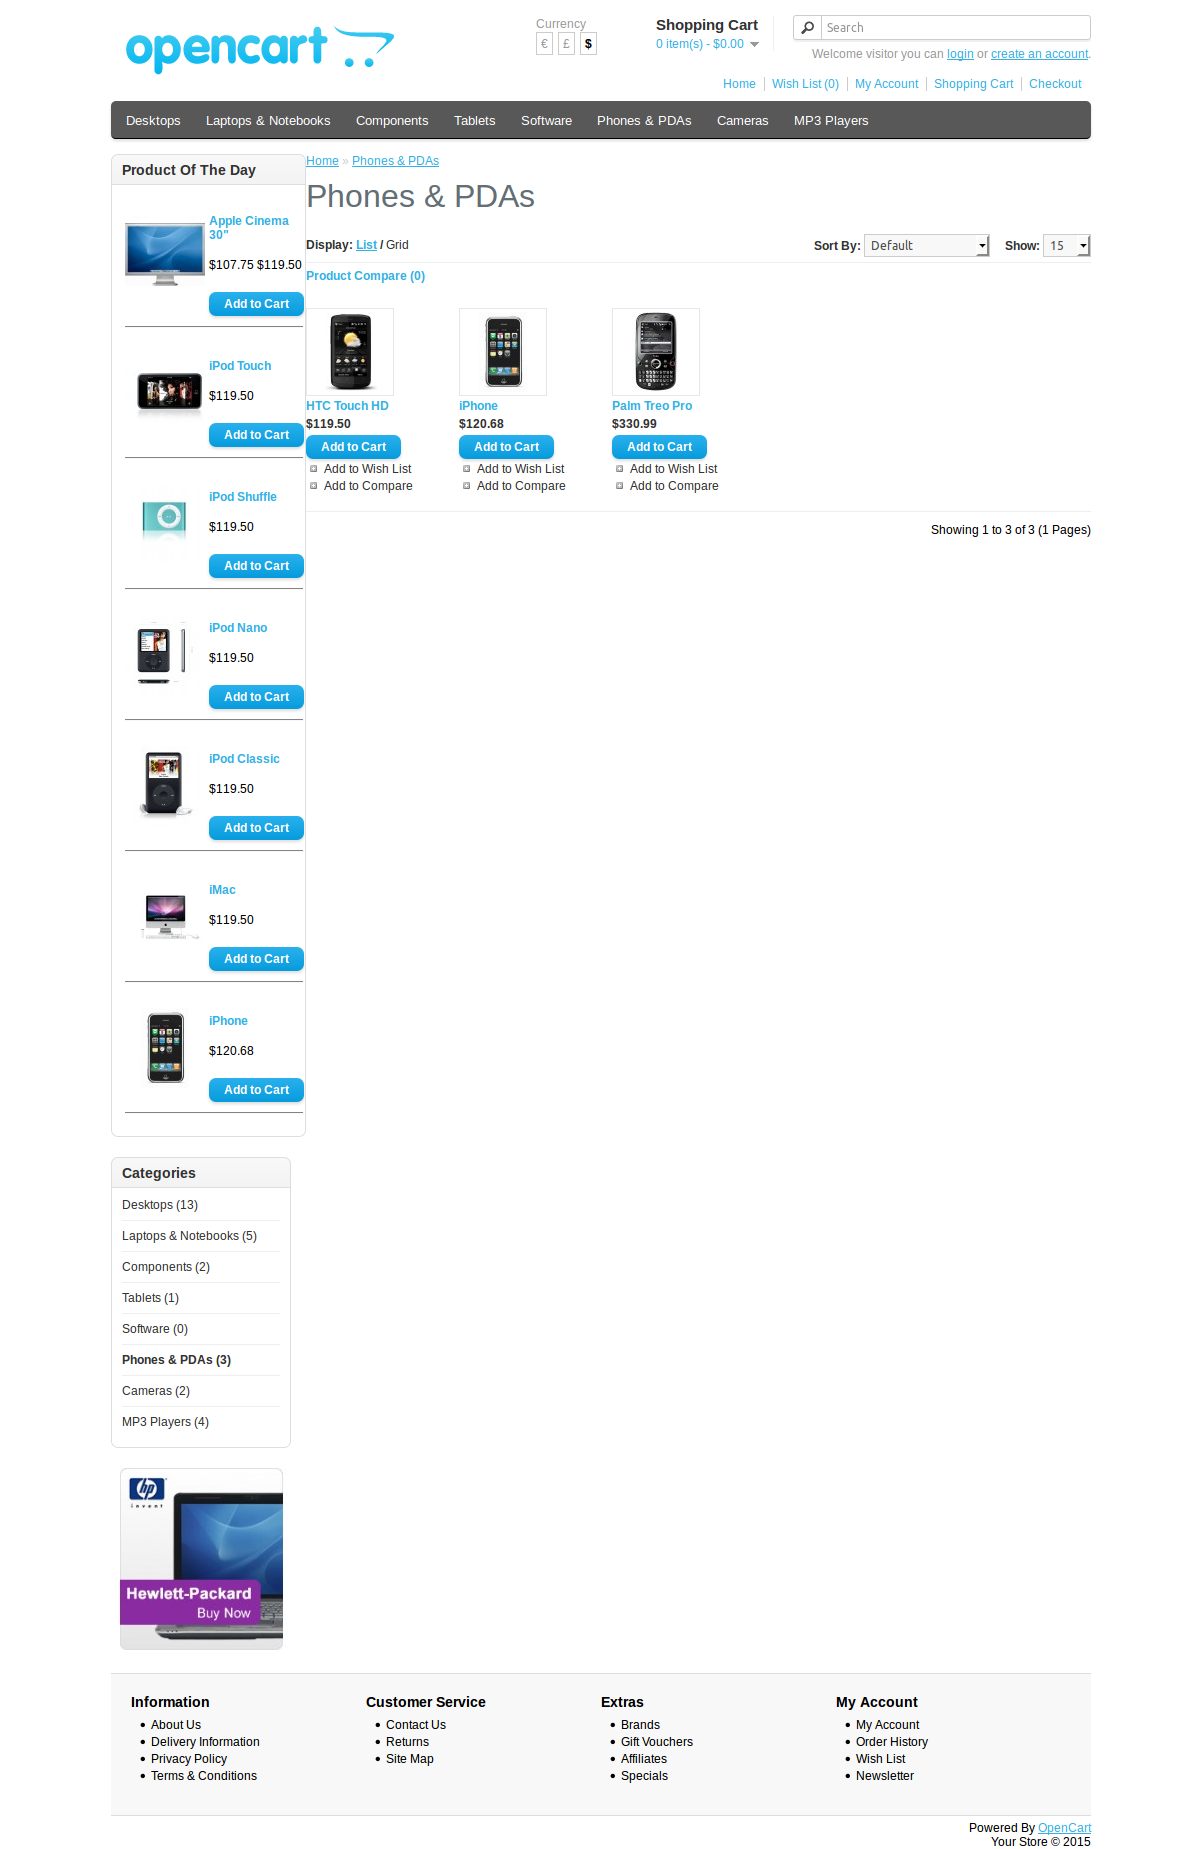 opencart
Currency
€ £ $
Shopping Cart
0 item(s) - $0.00
Search
Welcome visitor you can login or create an account.
Home Wish List (0) My Account Shopping Cart Checkout
Desktops Laptops & Notebooks Components Tablets Software Phones & PDAs Cameras MP3 Players
Product Of The Day
Apple Cinema
30"
$107.75 $119.50
Add to Cart
iPod Touch
$119.50
Add to Cart
iPod Shuffle
$119.50
Add to Cart
iPod Nano
$119.50
Add to Cart
iPod Classic
$119.50
Add to Cart
iMac
$119.50
Add to Cart
iPhone
$120.68
Add to Cart
Categories
Desktops (13)
Laptops & Notebooks (5)
Components (2)
Tablets (1)
Software (0)
Phones & PDAs (3)
Cameras (2)
MP3 Players (4)
hp
invent
Hewlett-Packard
Buy Now
Home » Phones & PDAs
Phones & PDAs
Display: List / Grid
Sort By: Default Show: 15
Product Compare (0)
HTC Touch HD
$119.50
Add to Cart
Add to Wish List
Add to Compare
iPhone
$120.68
Add to Cart
Add to Wish List
Add to Compare
Palm Treo Pro
$330.99
Add to Cart
Add to Wish List
Add to Compare
Showing 1 to 3 of 3 (1 Pages)
Information
About Us
Delivery Information
Privacy Policy
Terms & Conditions
Customer Service
Contact Us
Returns
Site Map
Extras
Brands
Gift Vouchers
Affiliates
Specials
My Account
My Account
Order History
Wish List
Newsletter
Powered By OpenCart
Your Store © 2015